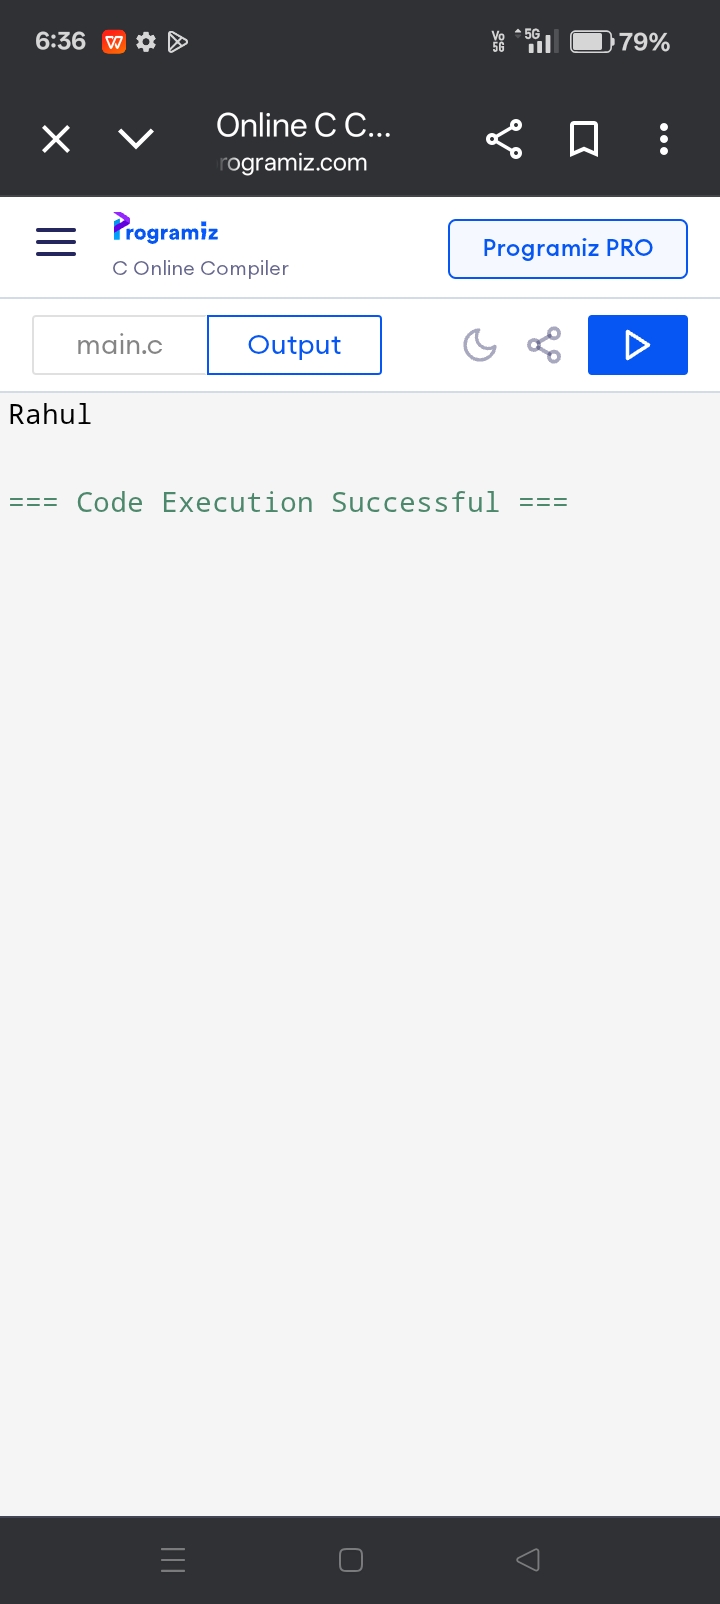 6:36 Vo 5G 5G 79%
Online C C...
rogramiz.com
Programiz
C Online Compiler
Programiz PRO
main.c Output
Rahul
=== Code Execution Successful ===